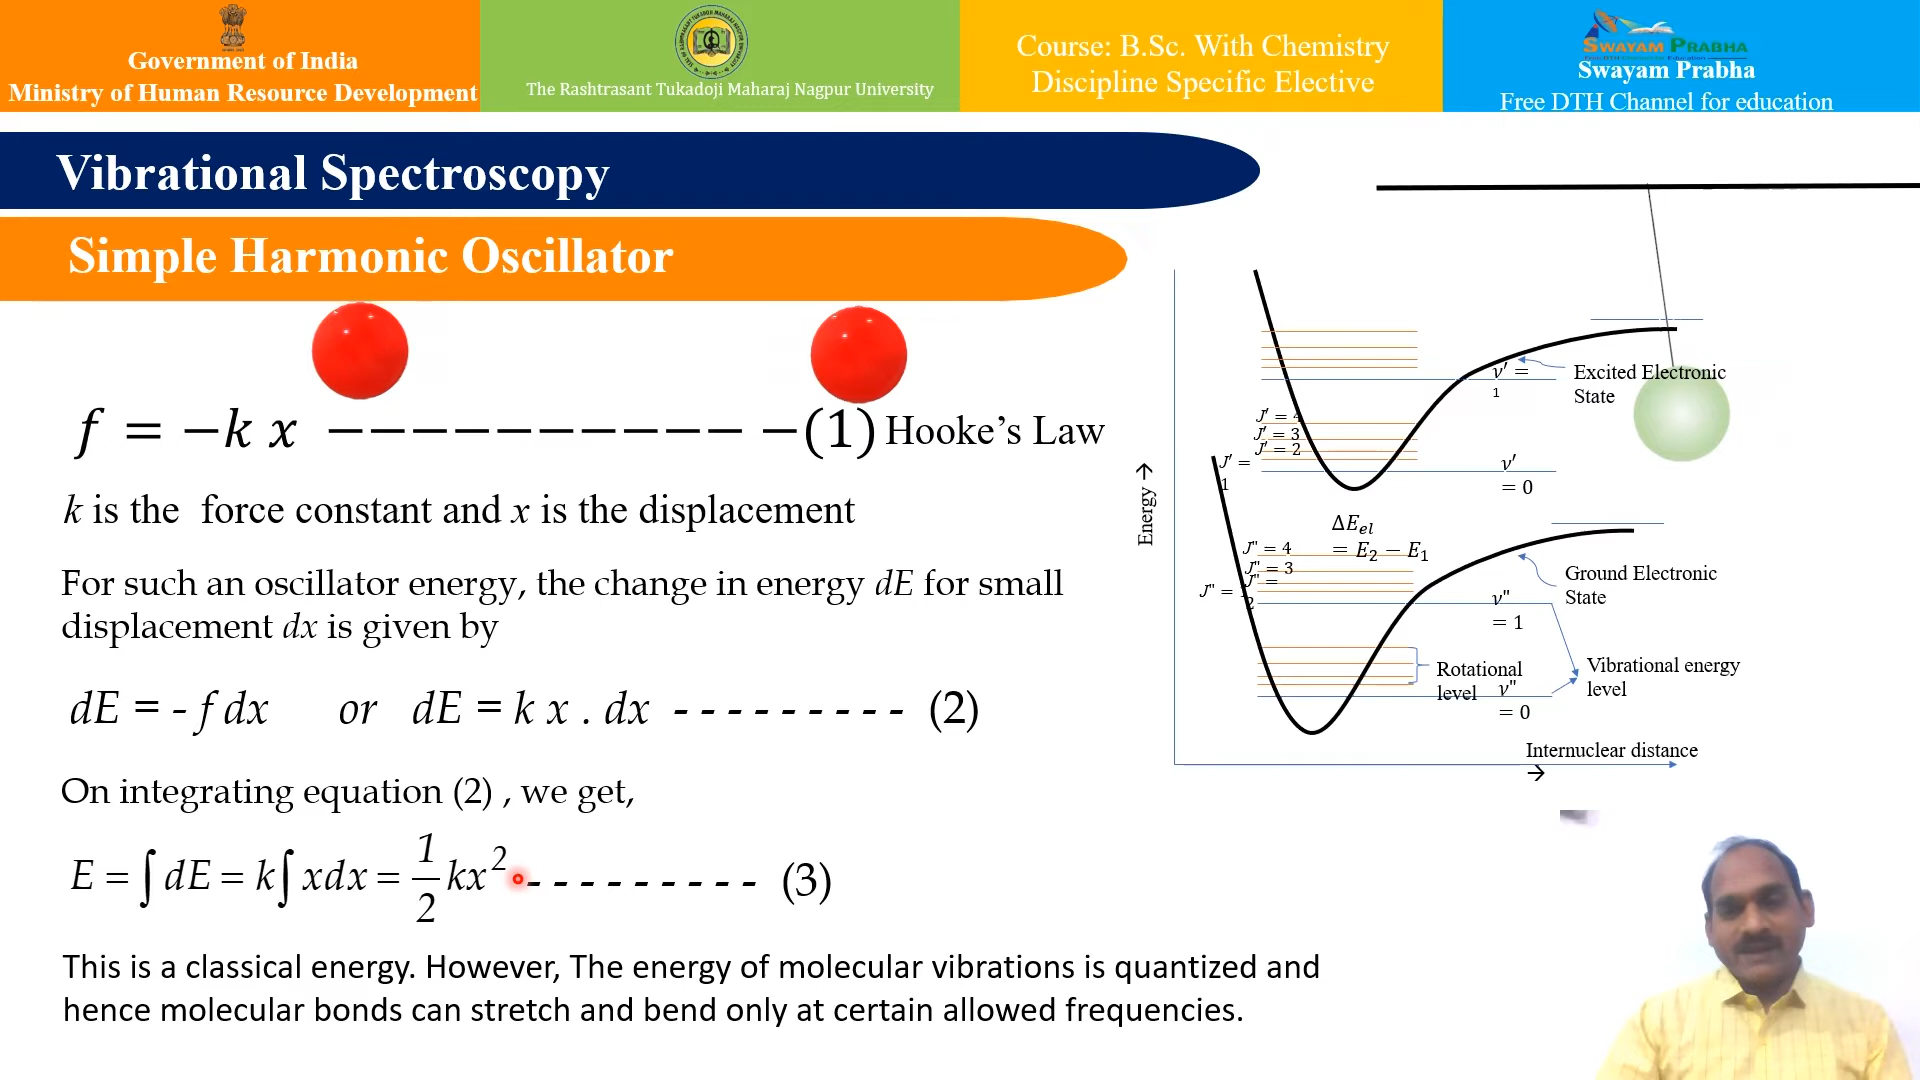 Government of India
Ministry of Human Resource Development
The Rashtrasant Tukadoji Maharaj Nagpur University
Course: B.Sc. With Chemistry
Discipline Specific Elective
SWAYAM PRABHA
Swayam Prabha
Free DTH Channel for education
Vibrational Spectroscopy
Simple Harmonic Oscillator
f = −k x −−−−−−−−−−− −(1) Hooke’s Law
k is the force constant and x is the displacement
For such an oscillator energy, the change in energy dE for small
displacement dx is given by
dE = - f dx or dE = k x . dx - - - - - - - - - (2)
On integrating equation (2) , we get,
E = ∫ dE = k∫ xdx = 1/2 kx² - - - - - - - - - (3)
This is a classical energy. However, The energy of molecular vibrations is quantized and
hence molecular bonds can stretch and bend only at certain allowed frequencies.
Energy →
Excited Electronic
State
ν′ =
1
J′ = 4
J′ = 3
J′ = 2
J′ =
1
ν′
= 0
ΔE_el
= E₂ − E₁
J" = 4
J" = 3
J" =
2
J" =
Ground Electronic
State
ν"
= 1
Rotational
level
Vibrational energy
level
ν"
= 0
Internuclear distance
→